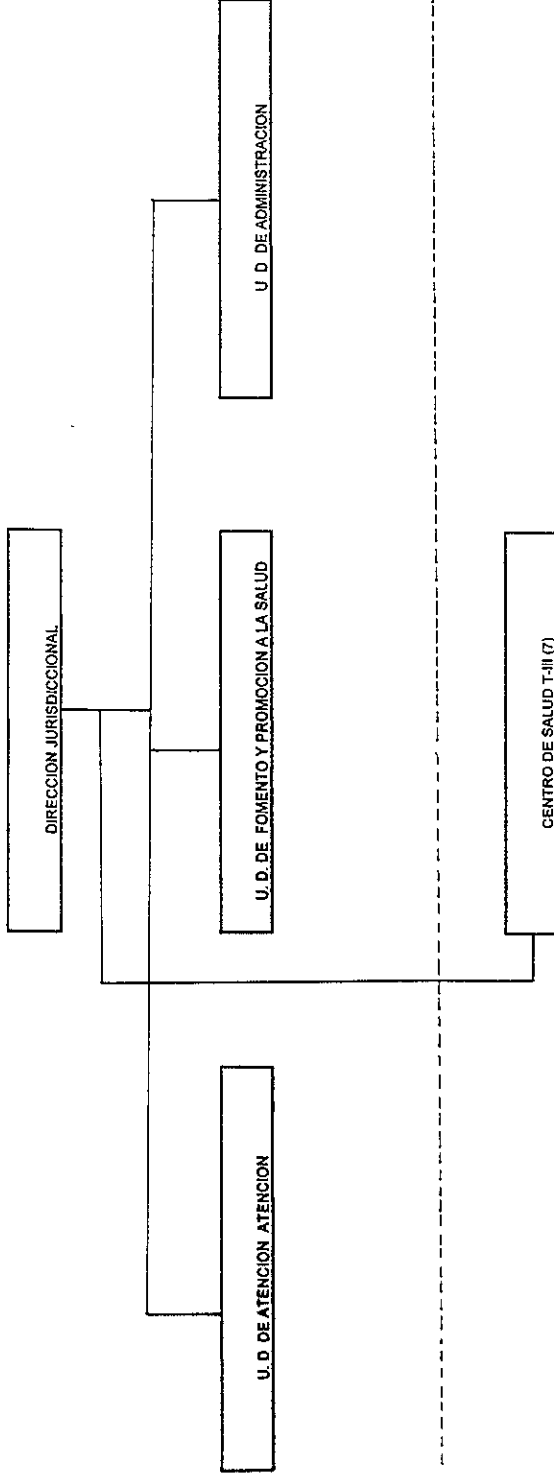 DIRECCION JURISDICCIONAL
U. D DE ATENCION ATENCION
U. D. DE FOMENTO Y PROMOCION A LA SALUD
U D DE ADMINISTRACION
CENTRO DE SALUD T-III (7)